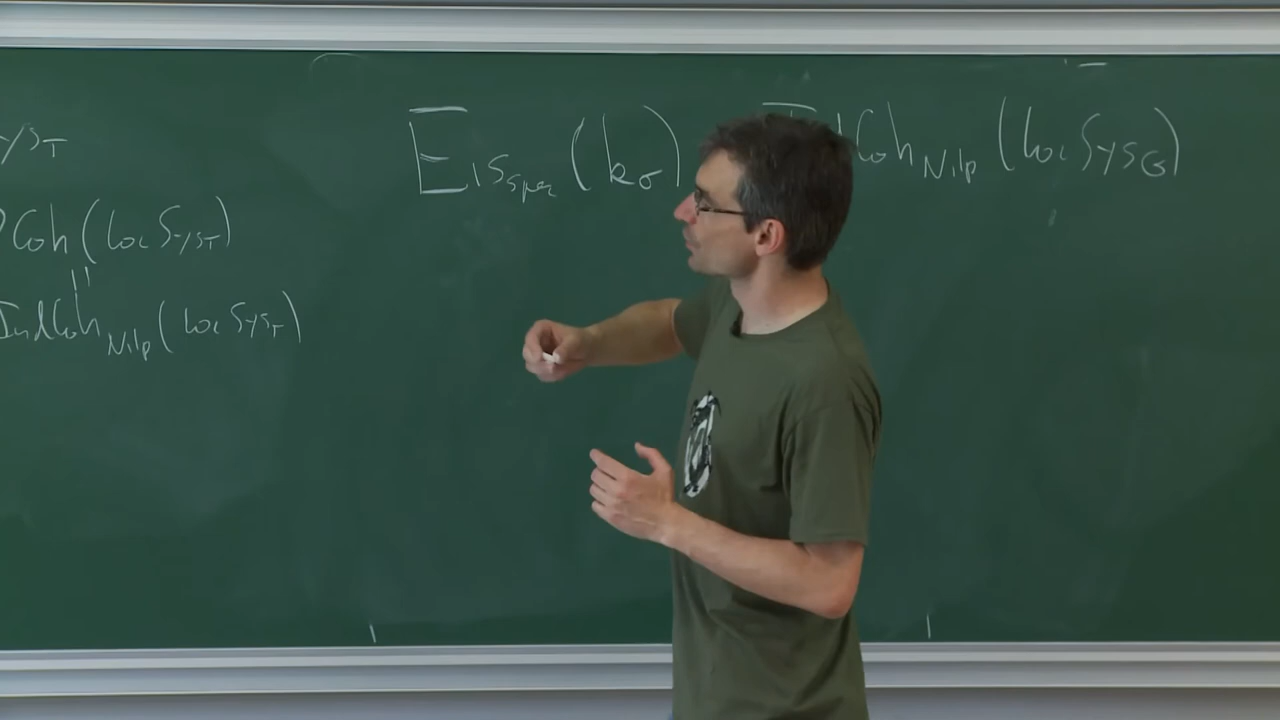 YS_T
Coh(LocSys_T)
||
IndCoh_Nilp(LocSys_T)
Eis_spec(k_σ)
Coh_Nilp(LocSys_G)